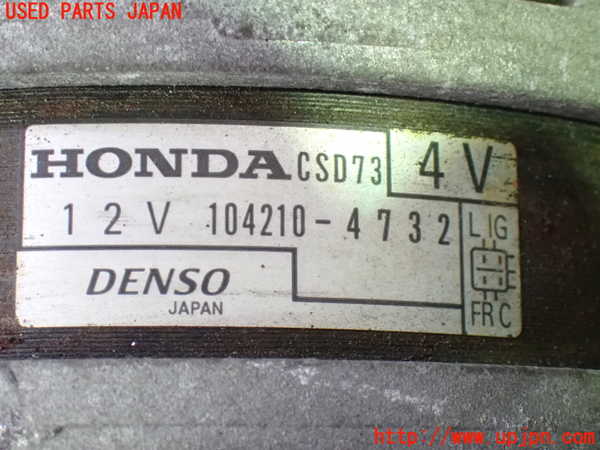 USED PARTS JAPAN
HONDA CSD73 4V
12V 104210-4732
L IG
DENSO
JAPAN
FR C
http://www.upjpn.com/